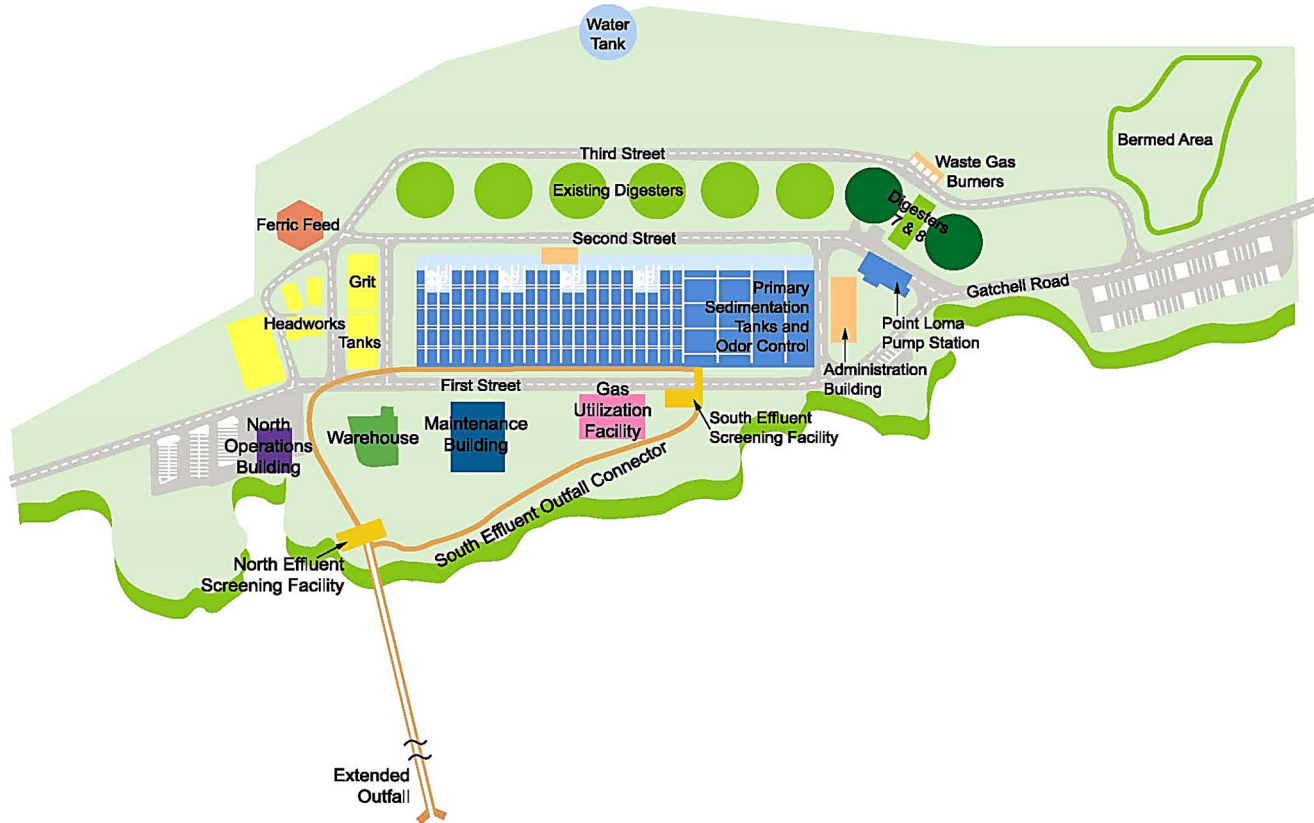 Water
Tank
Bermed Area
Third Street
Waste Gas
Burners
Existing Digesters
Digesters
7 & 8
Ferric Feed
Second Street
Grit
Primary
Sedimentation
Tanks and
Odor Control
Gatchell Road
Headworks
Tanks
Point Loma
Pump Station
Administration
Building
First Street
Gas
Utilization
Facility
North
Operations
Building
Warehouse
Maintenance
Building
South Effluent
Screening Facility
South Effluent Outfall Connector
North Effluent
Screening Facility
Extended
Outfall